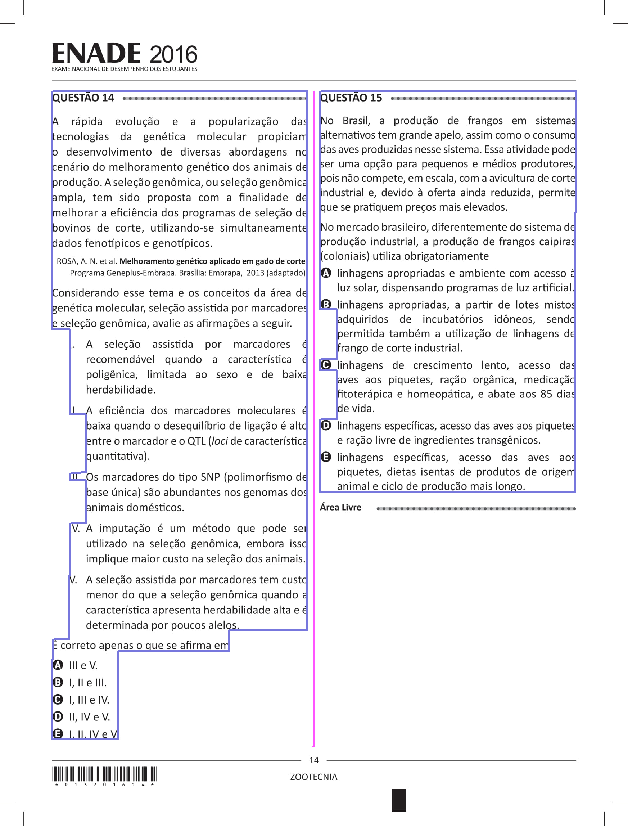 ENADE 2016
EXAME NACIONAL DE DESEMPENHO DOS ESTUDANTES
QUESTÃO 14
A rápida evolução e a popularização das
tecnologias da genética molecular propiciam
o desenvolvimento de diversas abordagens no
cenário do melhoramento genético dos animais de
produção. A seleção genômica, ou seleção genômica
ampla, tem sido proposta com a finalidade de
melhorar a eficiência dos programas de seleção de
bovinos de corte, utilizando-se simultaneamente
dados fenotípicos e genotípicos.
ROSA, A. N. et al. Melhoramento genético aplicado em gado de corte
Programa Geneplus-Embrapa. Brasília: Embrapa, 2013 (adaptado)
Considerando esse tema e os conceitos da área de
genética molecular, seleção assistida por marcadores
e seleção genômica, avalie as afirmações a seguir.
I. A seleção assistida por marcadores é
recomendável quando a característica é
poligênica, limitada ao sexo e de baixa
herdabilidade.
II. A eficiência dos marcadores moleculares é
baixa quando o desequilíbrio de ligação é alto
entre o marcador e o QTL (loci de característica
quantitativa).
III. Os marcadores do tipo SNP (polimorfismo de
base única) são abundantes nos genomas dos
animais domésticos.
IV. A imputação é um método que pode ser
utilizado na seleção genômica, embora isso
implique maior custo na seleção dos animais.
V. A seleção assistida por marcadores tem custo
menor do que a seleção genômica quando a
característica apresenta herdabilidade alta e é
determinada por poucos alelos.
É correto apenas o que se afirma em
A III e V.
B I, II e III.
C I, III e IV.
D II, IV e V.
E I, II, IV e V
QUESTÃO 15
No Brasil, a produção de frangos em sistemas
alternativos tem grande apelo, assim como o consumo
das aves produzidas nesse sistema. Essa atividade pode
ser uma opção para pequenos e médios produtores,
pois não compete, em escala, com a avicultura de corte
industrial e, devido à oferta ainda reduzida, permite
que se pratiquem preços mais elevados.
No mercado brasileiro, diferentemente do sistema de
produção industrial, a produção de frangos caipiras
(coloniais) utiliza obrigatoriamente
A linhagens apropriadas e ambiente com acesso à
luz solar, dispensando programas de luz artificial.
B linhagens apropriadas, a partir de lotes mistos
adquiridos de incubatórios idôneos, sendo
permitida também a utilização de linhagens de
frango de corte industrial.
C linhagens de crescimento lento, acesso das
aves aos piquetes, ração orgânica, medicação
fitoterápica e homeopática, e abate aos 85 dias
de vida.
D linhagens específicas, acesso das aves aos piquetes
e ração livre de ingredientes transgênicos.
E linhagens específicas, acesso das aves aos
piquetes, dietas isentas de produtos de origem
animal e ciclo de produção mais longo.
Área Livre
14
ZOOTECNIA